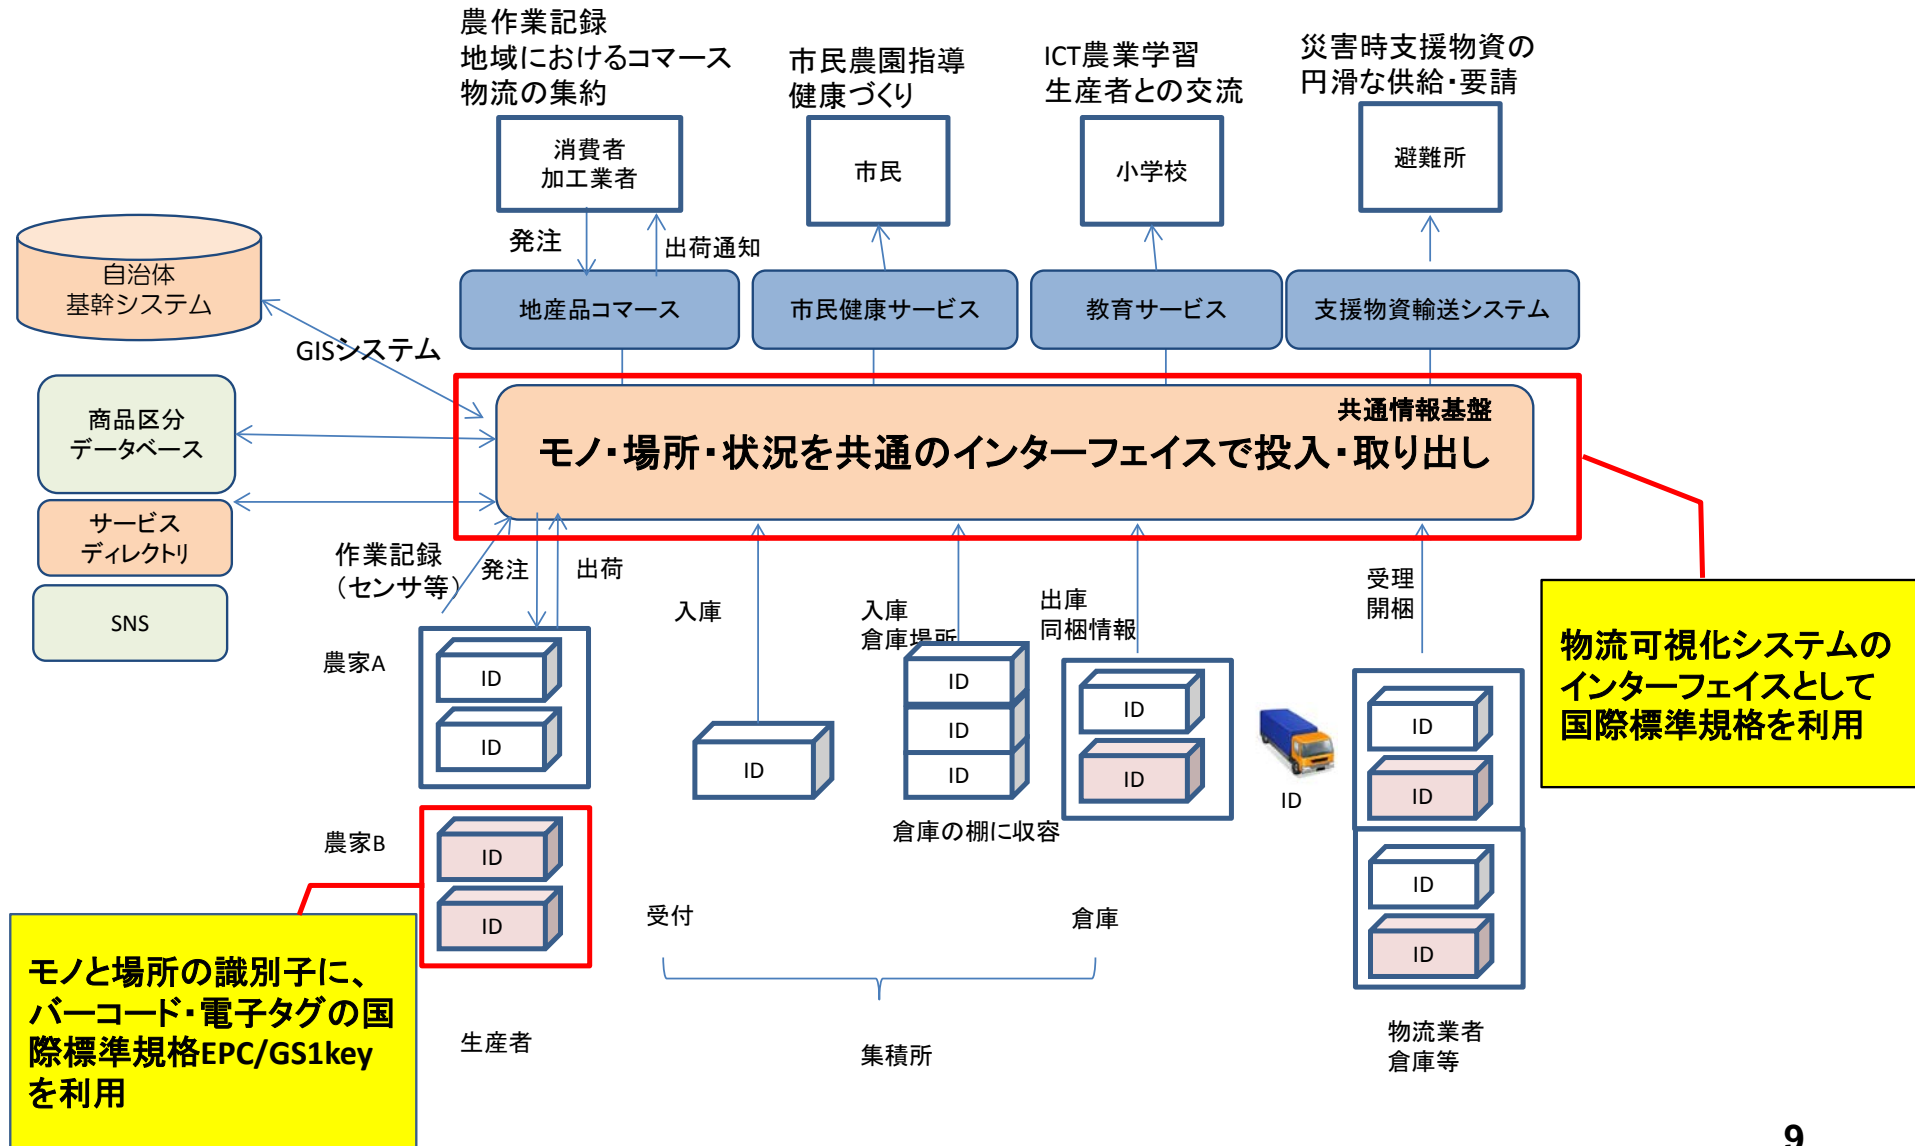 農作業記録
地域におけるコマース
物流の集約
市民農園指導
健康づくり
ICT農業学習
生産者との交流
災害時支援物資の
円滑な供給・要請
消費者
加工業者
市民
小学校
避難所
発注
出荷通知
自治体
基幹システム
地産品コマース
市民健康サービス
教育サービス
支援物資輸送システム
GISシステム
商品区分
データベース
共通情報基盤
モノ・場所・状況を共通のインターフェイスで投入・取り出し
サービス
ディレクトリ
SNS
作業記録
（センサ等）
発注
出荷
入庫
入庫
倉庫場所
出庫
同梱情報
受理
開梱
物流可視化システムの
インターフェイスとして
国際標準規格を利用
農家A
ID
ID
ID
ID
ID
ID
ID
ID
ID
ID
ID
倉庫の棚に収容
農家B
ID
ID
ID
ID
受付
倉庫
モノと場所の識別子に、
バーコード・電子タグの国
際標準規格EPC/GS1key
を利用
生産者
集積所
物流業者
倉庫等
9